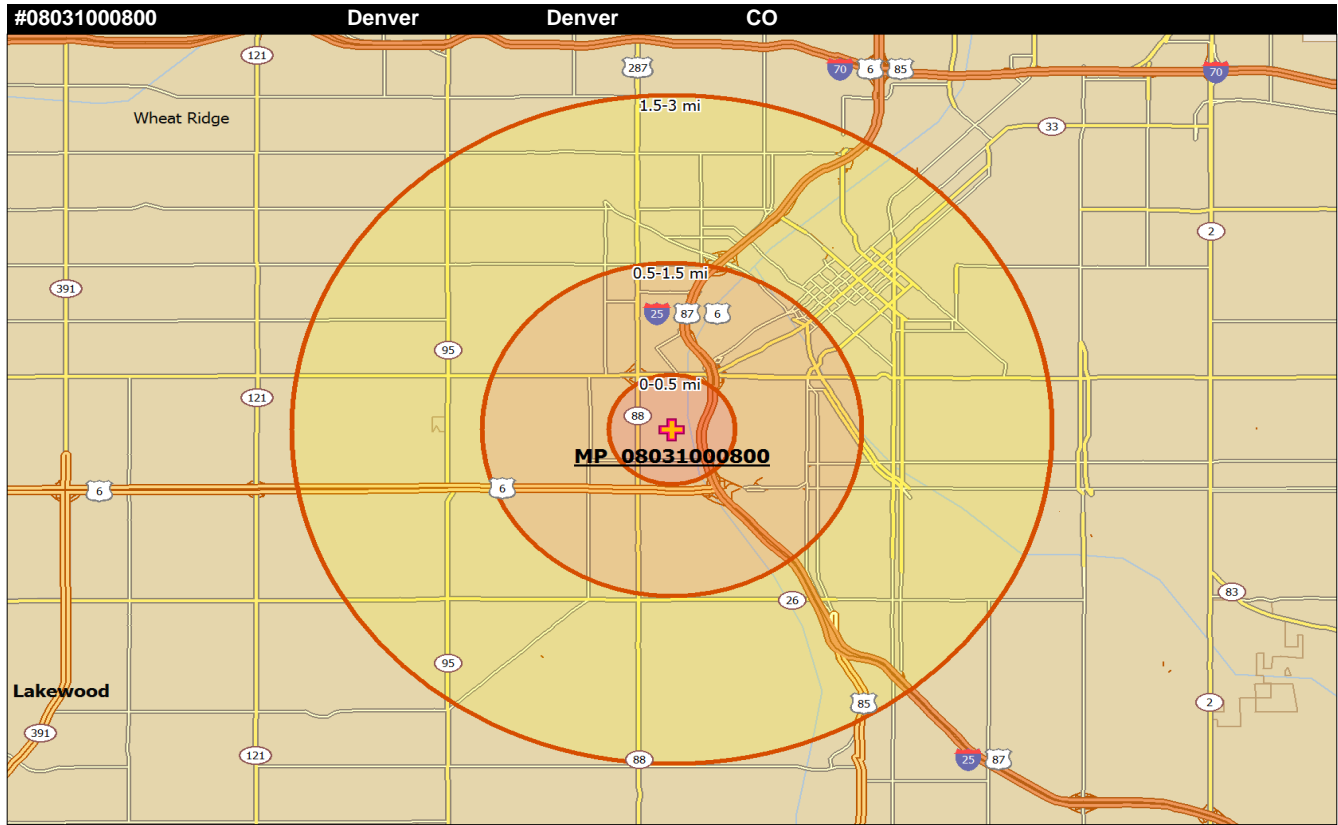 #08031000800 Denver Denver CO
121
287
70 6 85
70
1.5-3 mi
Wheat Ridge
33
2
0.5-1.5 mi
391
25 87 6
95
0-0.5 mi
121
88
MP 08031000800
6
6
83
26
95
Lakewood
2
85
391
121
88
25 87